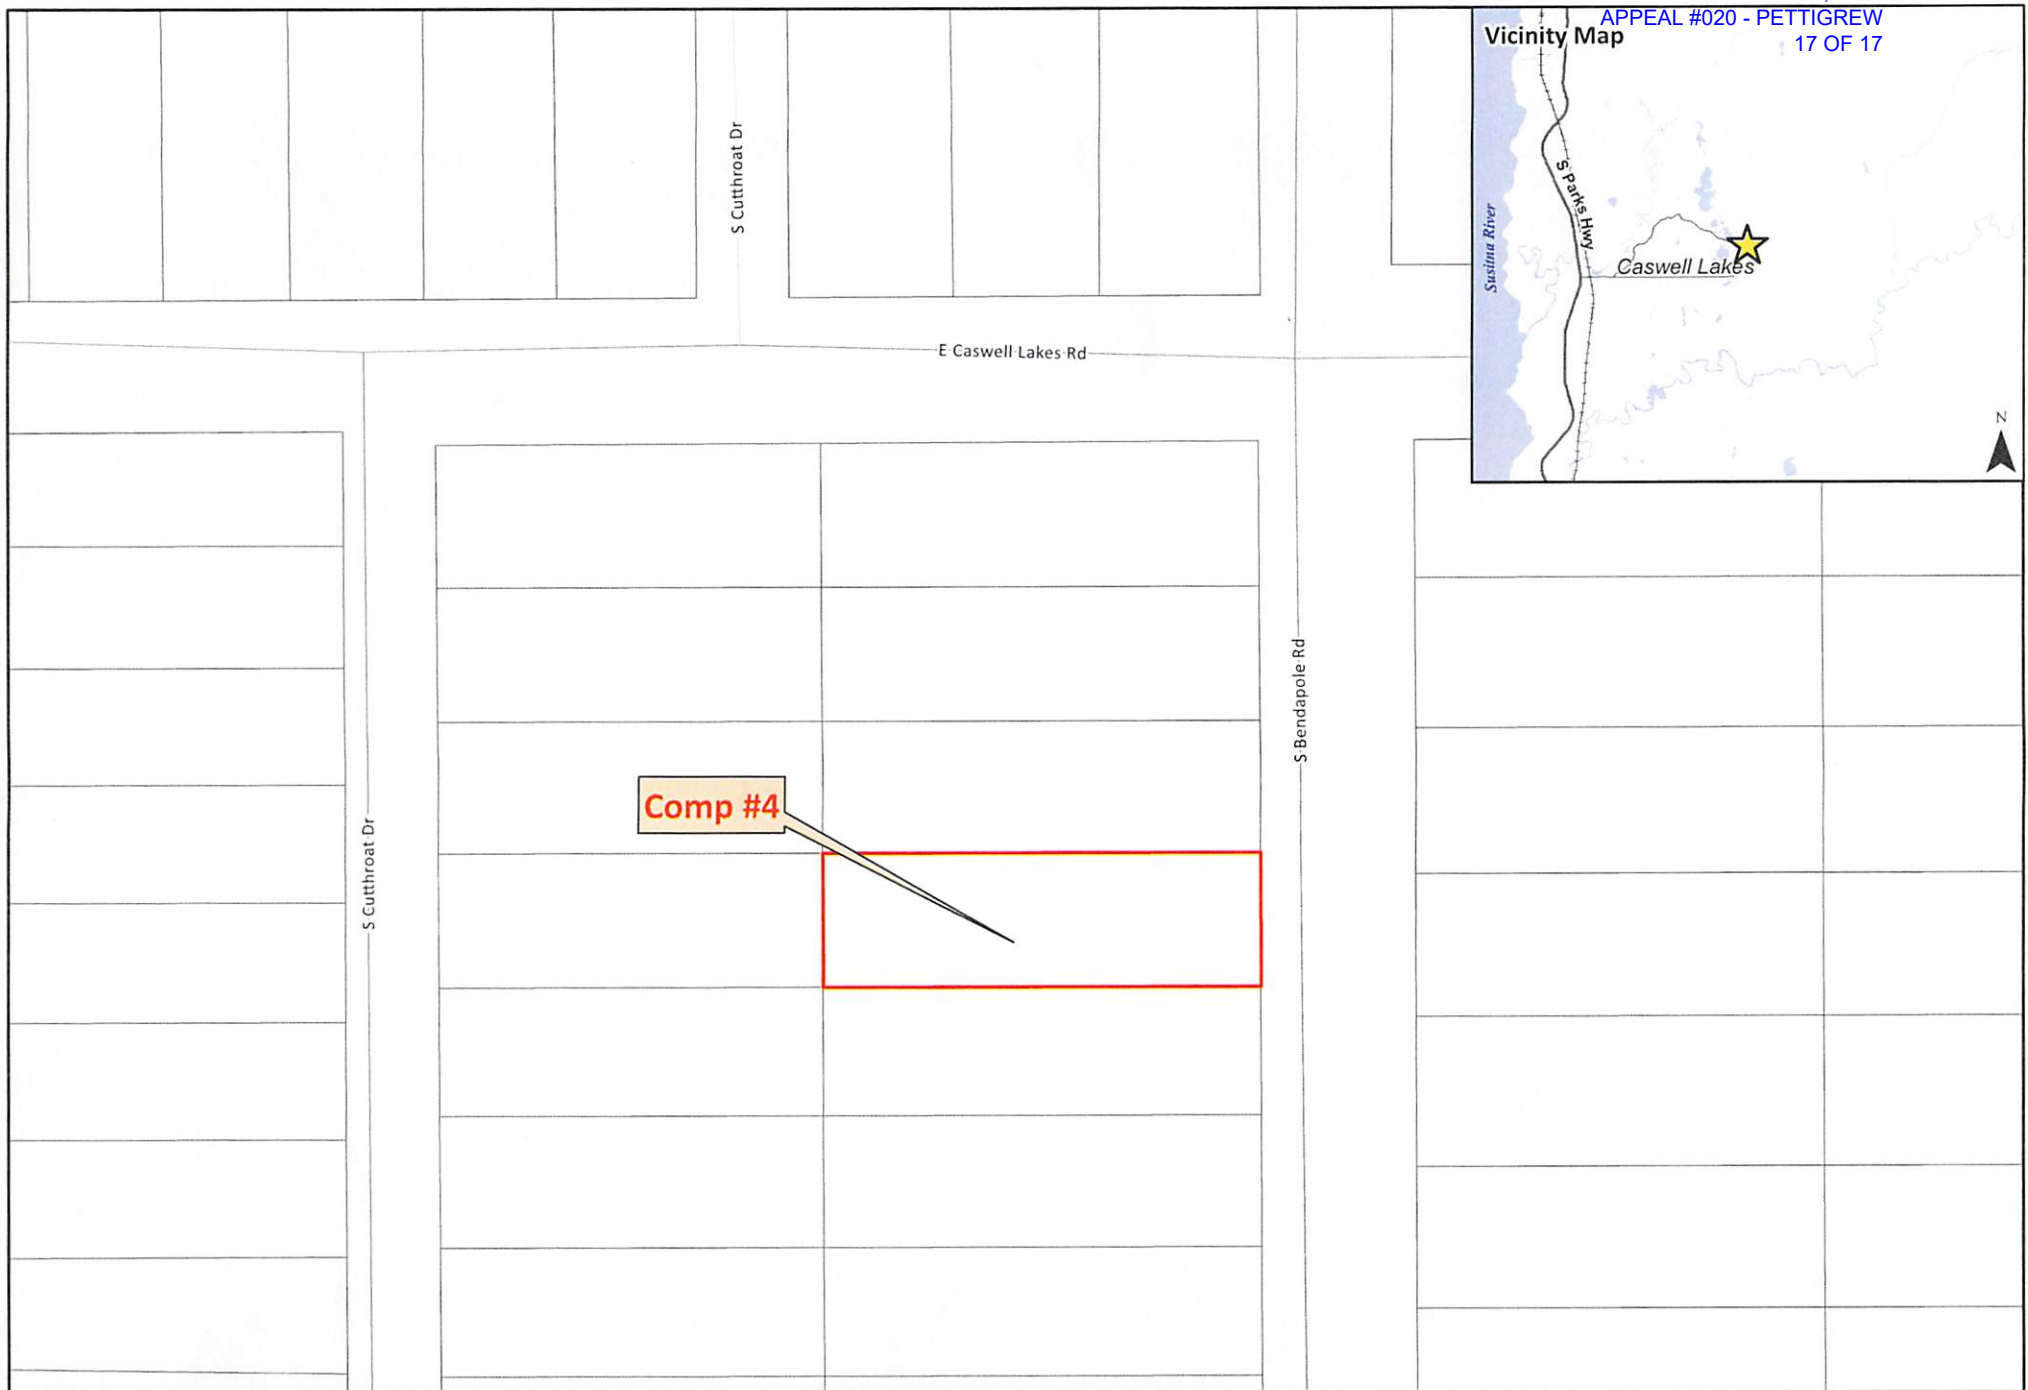 APPEAL #020 - PETTIGREW
17 OF 17
Vicinity Map
S Parks Hwy
Susitna River
Caswell Lakes
N
S Cutthroat Dr
E Caswell Lakes Rd
S Bendapole Rd
Comp #4
S Cutthroat Dr